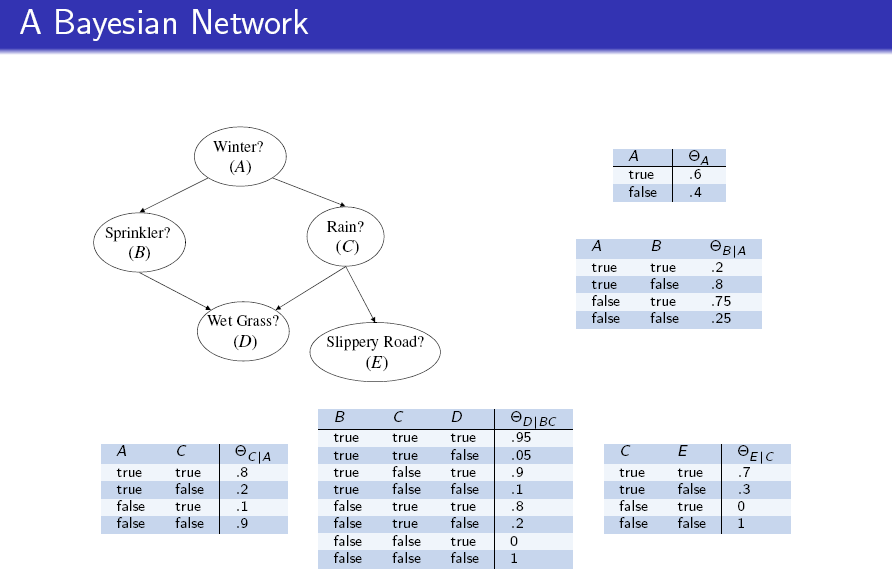 A Bayesian Network
Winter?
(A)
Sprinkler?
(B)
Rain?
(C)
Wet Grass?
(D)
Slippery Road?
(E)
A Θ_A
true .6
false .4
A B Θ_B|A
true true .2
true false .8
false true .75
false false .25
A C Θ_C|A
true true .8
true false .2
false true .1
false false .9
B C D Θ_D|BC
true true true .95
true true false .05
true false true .9
true false false .1
false true true .8
false true false .2
false false true 0
false false false 1
C E Θ_E|C
true true .7
true false .3
false true 0
false false 1